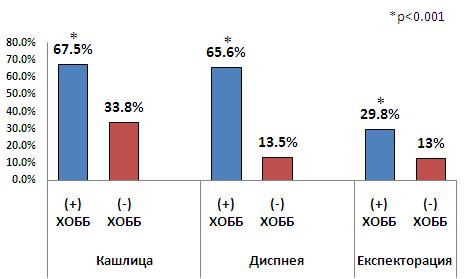 *p<0.001
80.0%
70.0%
60.0%
50.0%
40.0%
30.0%
20.0%
10.0%
0.0%
*
67.5%
33.8%
*
65.6%
13.5%
*
29.8%
13%
(+) ХОББ
(-) ХОББ
(+) ХОББ
(-) ХОББ
(+) ХОББ
(-) ХОББ
Кашлица
Диспнея
Експекторация